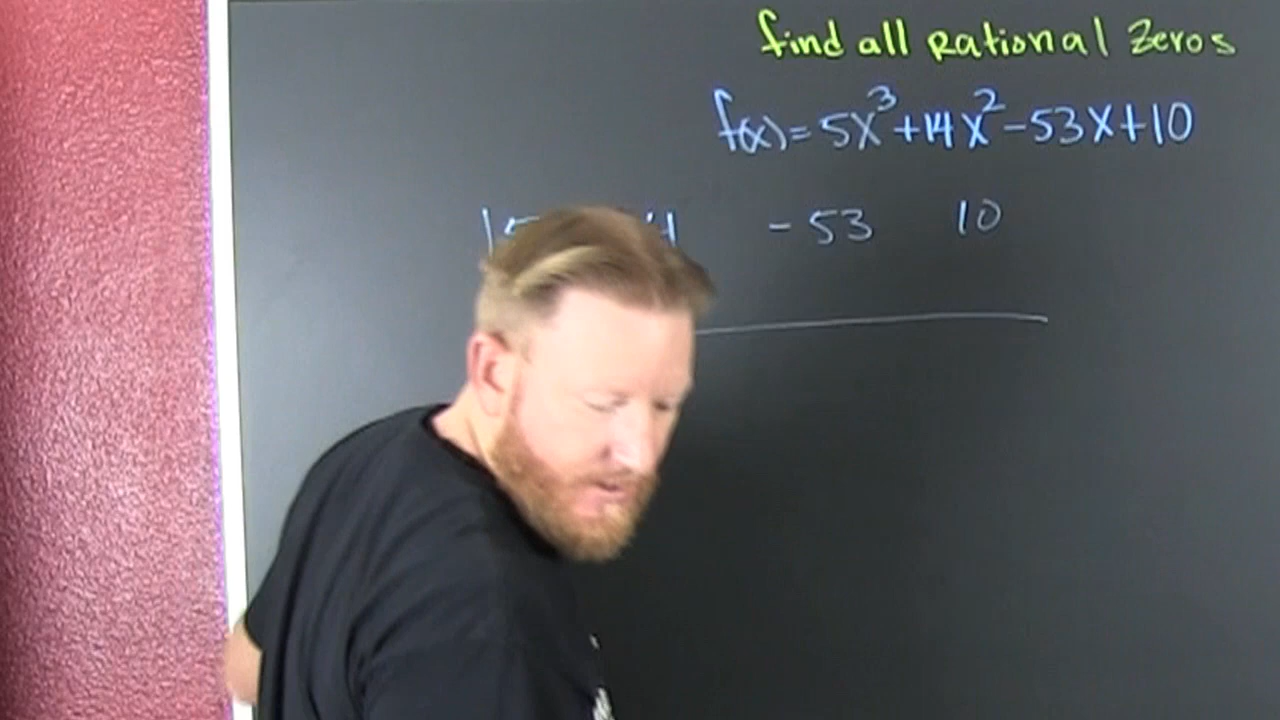 find all Rational Zeros
f(x) = 5x³ + 14x² - 53x + 10
-53 10